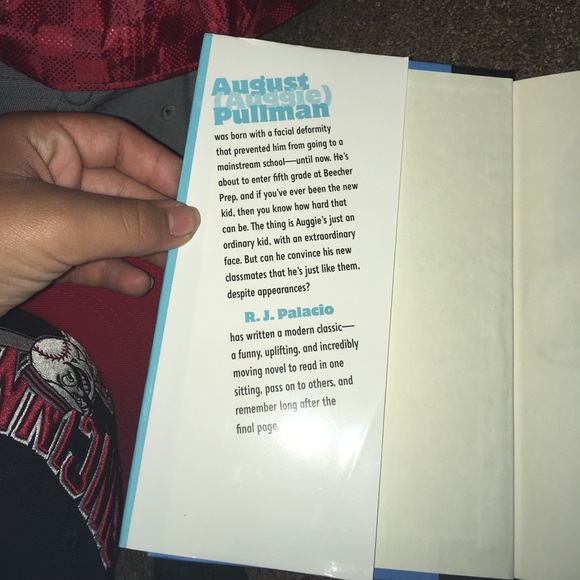 August
(Auggie)
Pullman
was born with a facial deformity
that prevented him from going to a
mainstream school—until now. He's
about to enter fifth grade at Beecher
Prep, and if you've ever been the new
kid, then you know how hard that
can be. The thing is Auggie's just an
ordinary kid, with an extraordinary
face. But can he convince his new
classmates that he's just like them,
despite appearances?
R. J. Palacio
has written a modern classic—
a funny, uplifting, and incredibly
moving novel to read in one
sitting, pass on to others, and
remember long after the
final page.